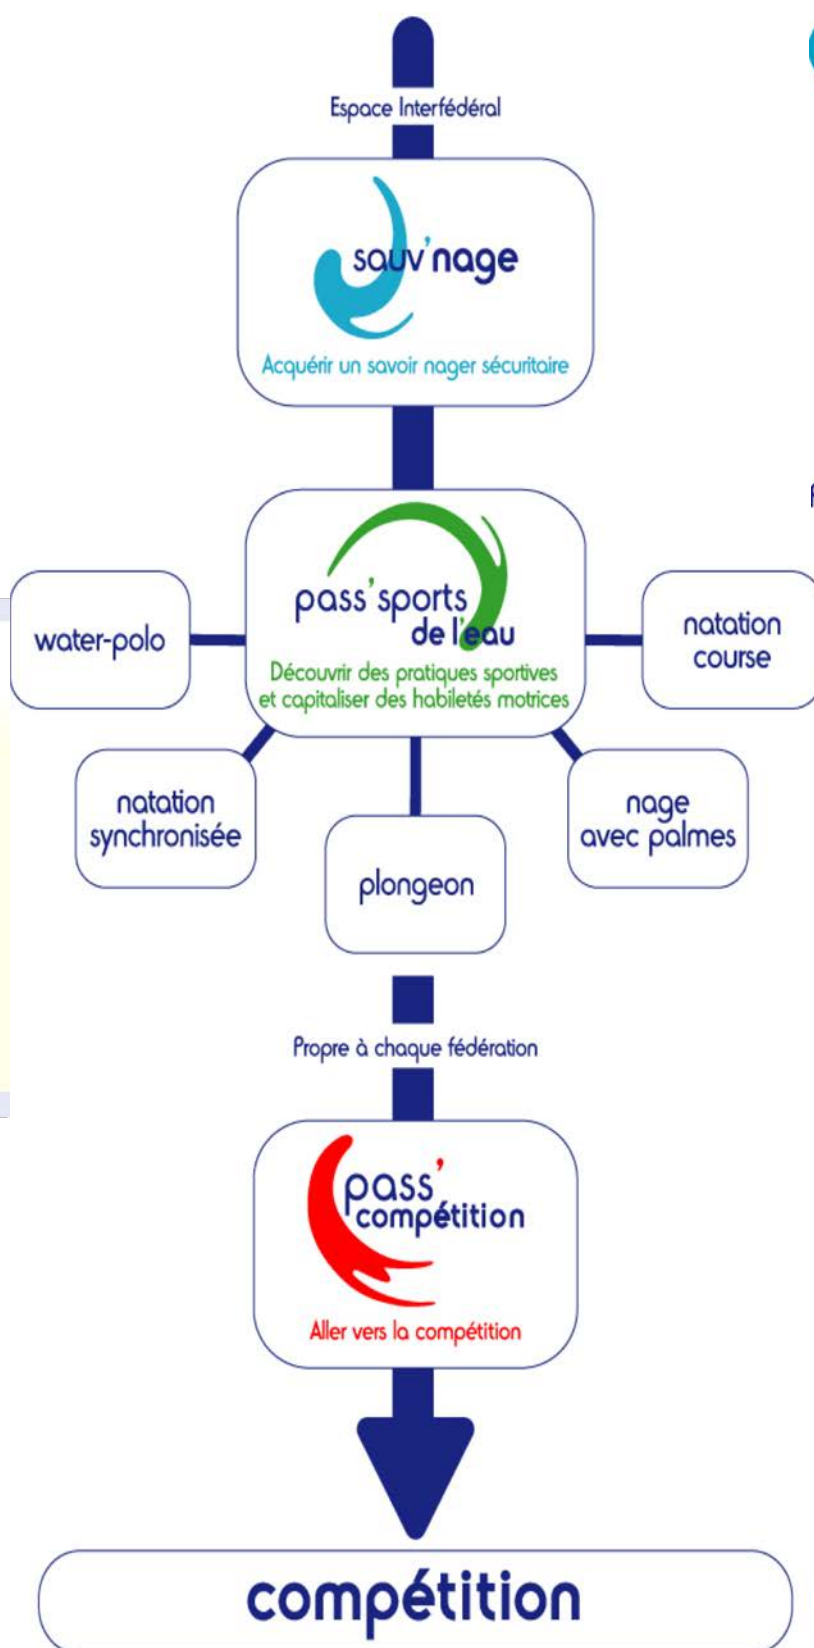 Espace Interfédéral
sauv'nage
Acquérir un savoir nager sécuritaire
pass'sports
de l'eau
Découvrir des pratiques sportives
et capitaliser des habiletés motrices
water-polo
natation
course
natation
synchronisée
nage
avec palmes
plongeon
Propre à chaque fédération
pass'
compétition
Aller vers la compétition
compétition